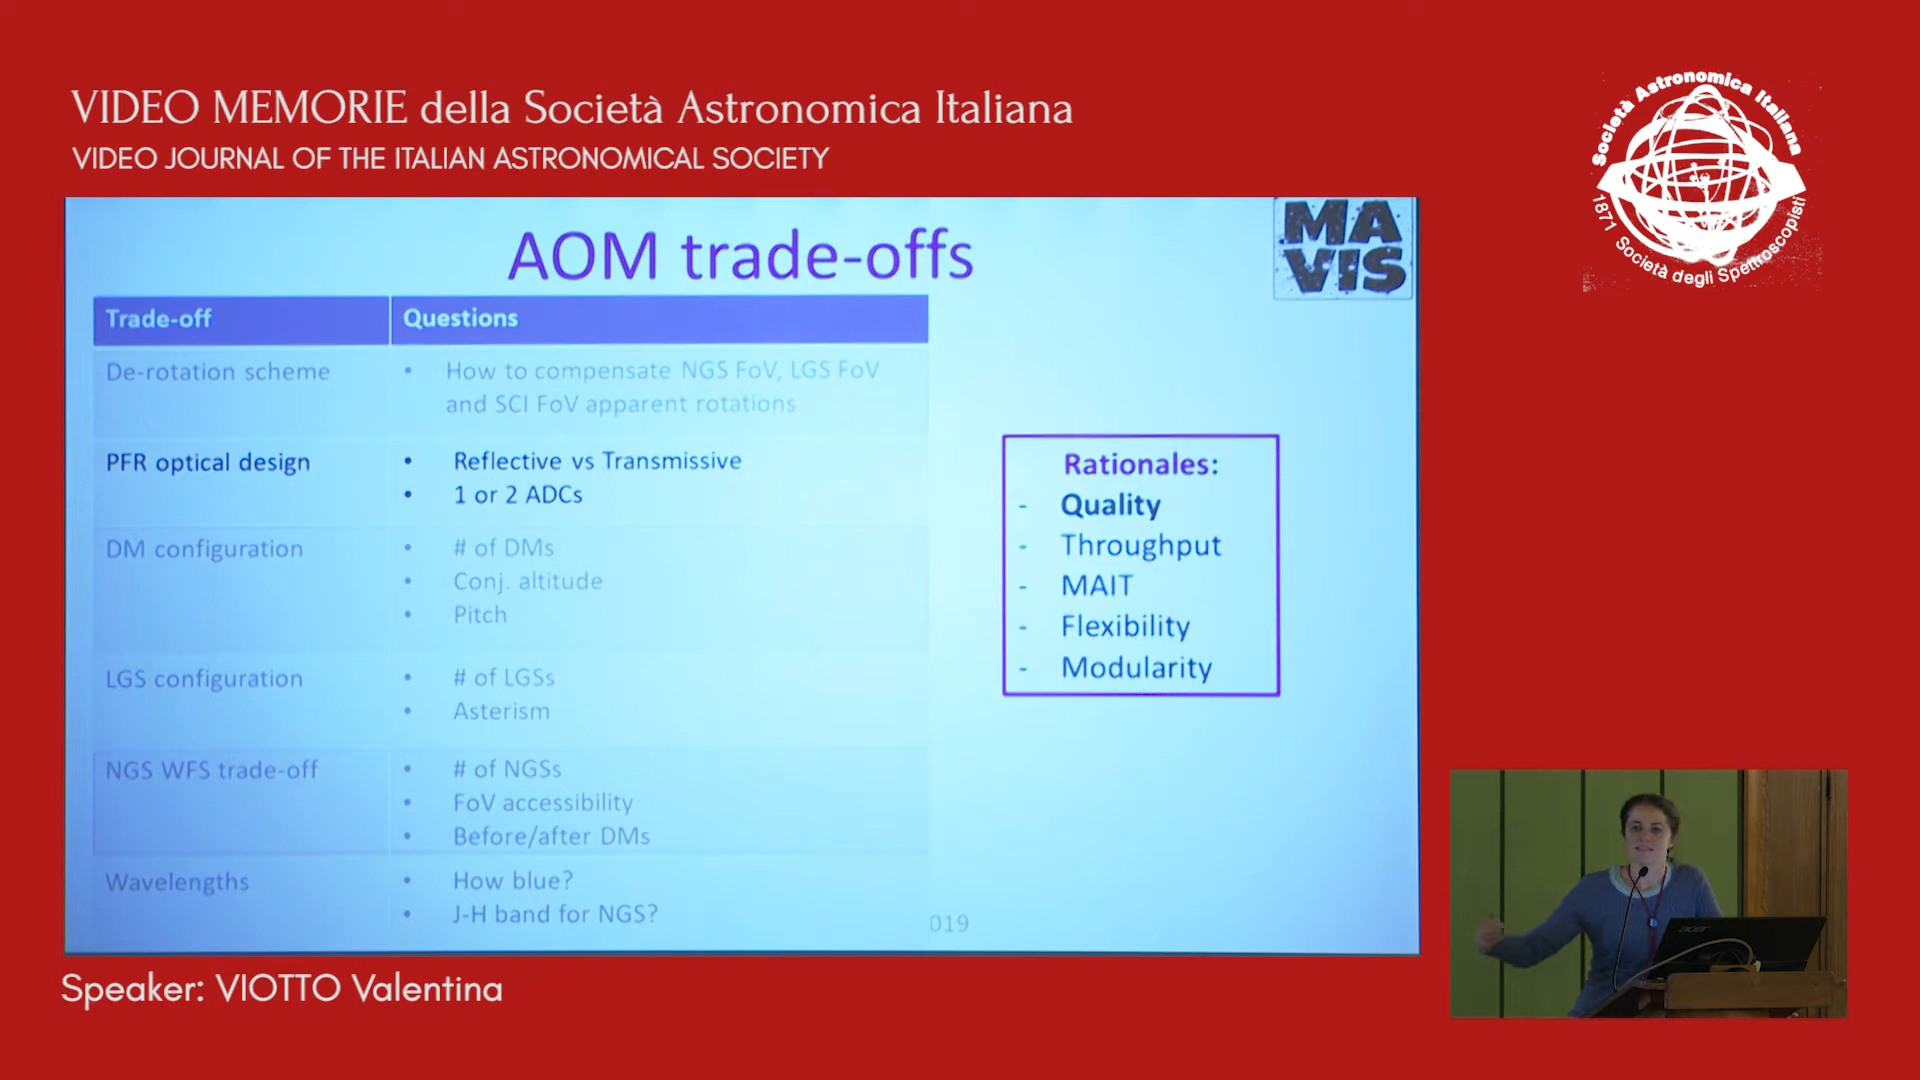 VIDEO MEMORIE della Società Astronomica Italiana
VIDEO JOURNAL OF THE ITALIAN ASTRONOMICAL SOCIETY
Società Astronomica Italiana
1871 Società degli Spettroscopisti
AOM trade-offs
MA
VIS
Trade-off Questions
De-rotation scheme • How to compensate NGS FoV, LGS FoV
and SCI FoV apparent rotations
PFR optical design • Reflective vs Transmissive
• 1 or 2 ADCs
DM configuration • # of DMs
• Conj. altitude
• Pitch
LGS configuration • # of LGSs
• Asterism
NGS WFS trade-off • # of NGSs
• FoV accessibility
• Before/after DMs
Wavelengths • How blue?
• J-H band for NGS?
019
Rationales:
- Quality
- Throughput
- MAIT
- Flexibility
- Modularity
acer
Speaker: VIOTTO Valentina